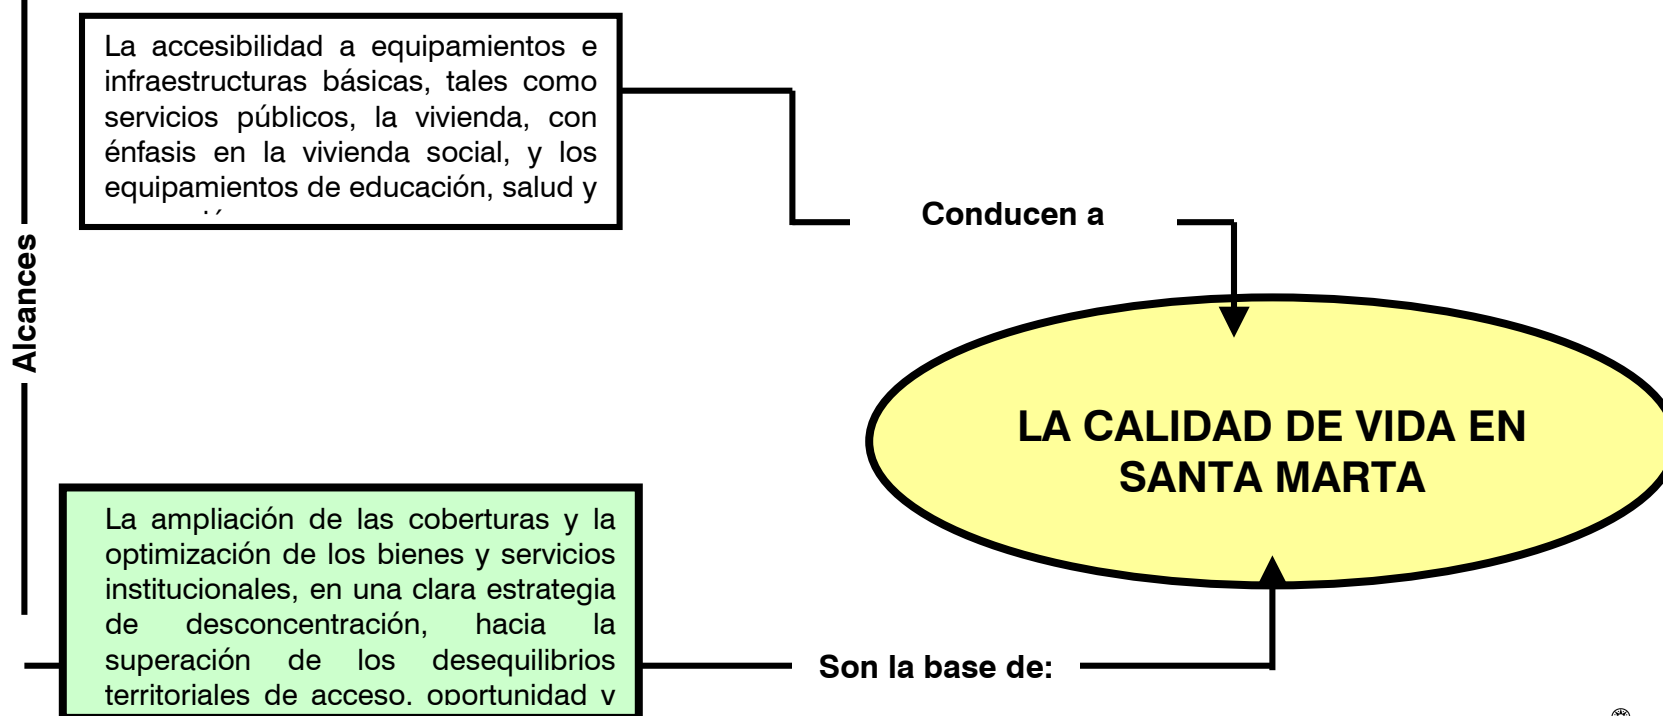 La accesibilidad a equipamientos e
infraestructuras básicas, tales como
servicios públicos, la vivienda, con
énfasis en la vivienda social, y los
equipamientos de educación, salud y
Conducen a
Alcances
LA CALIDAD DE VIDA EN
SANTA MARTA
La ampliación de las coberturas y la
optimización de los bienes y servicios
institucionales, en una clara estrategia
de desconcentración, hacia la
superación de los desequilibrios
territoriales de acceso, oportunidad y
Son la base de: